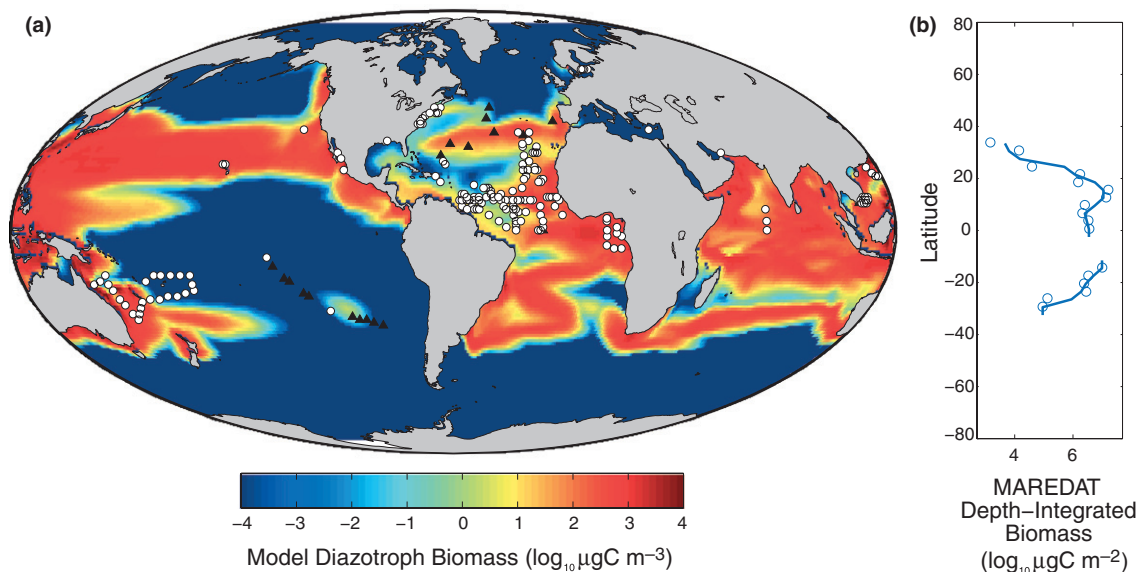 (a)
(b)
80
60
40
20
0
−20
−40
−60
−80
Latitude
4 6
MAREDAT
Depth−Integrated
Biomass
(log₁₀ µgC m⁻²)
−4 −3 −2 −1 0 1 2 3 4
Model Diazotroph Biomass (log₁₀ µgC m⁻³)